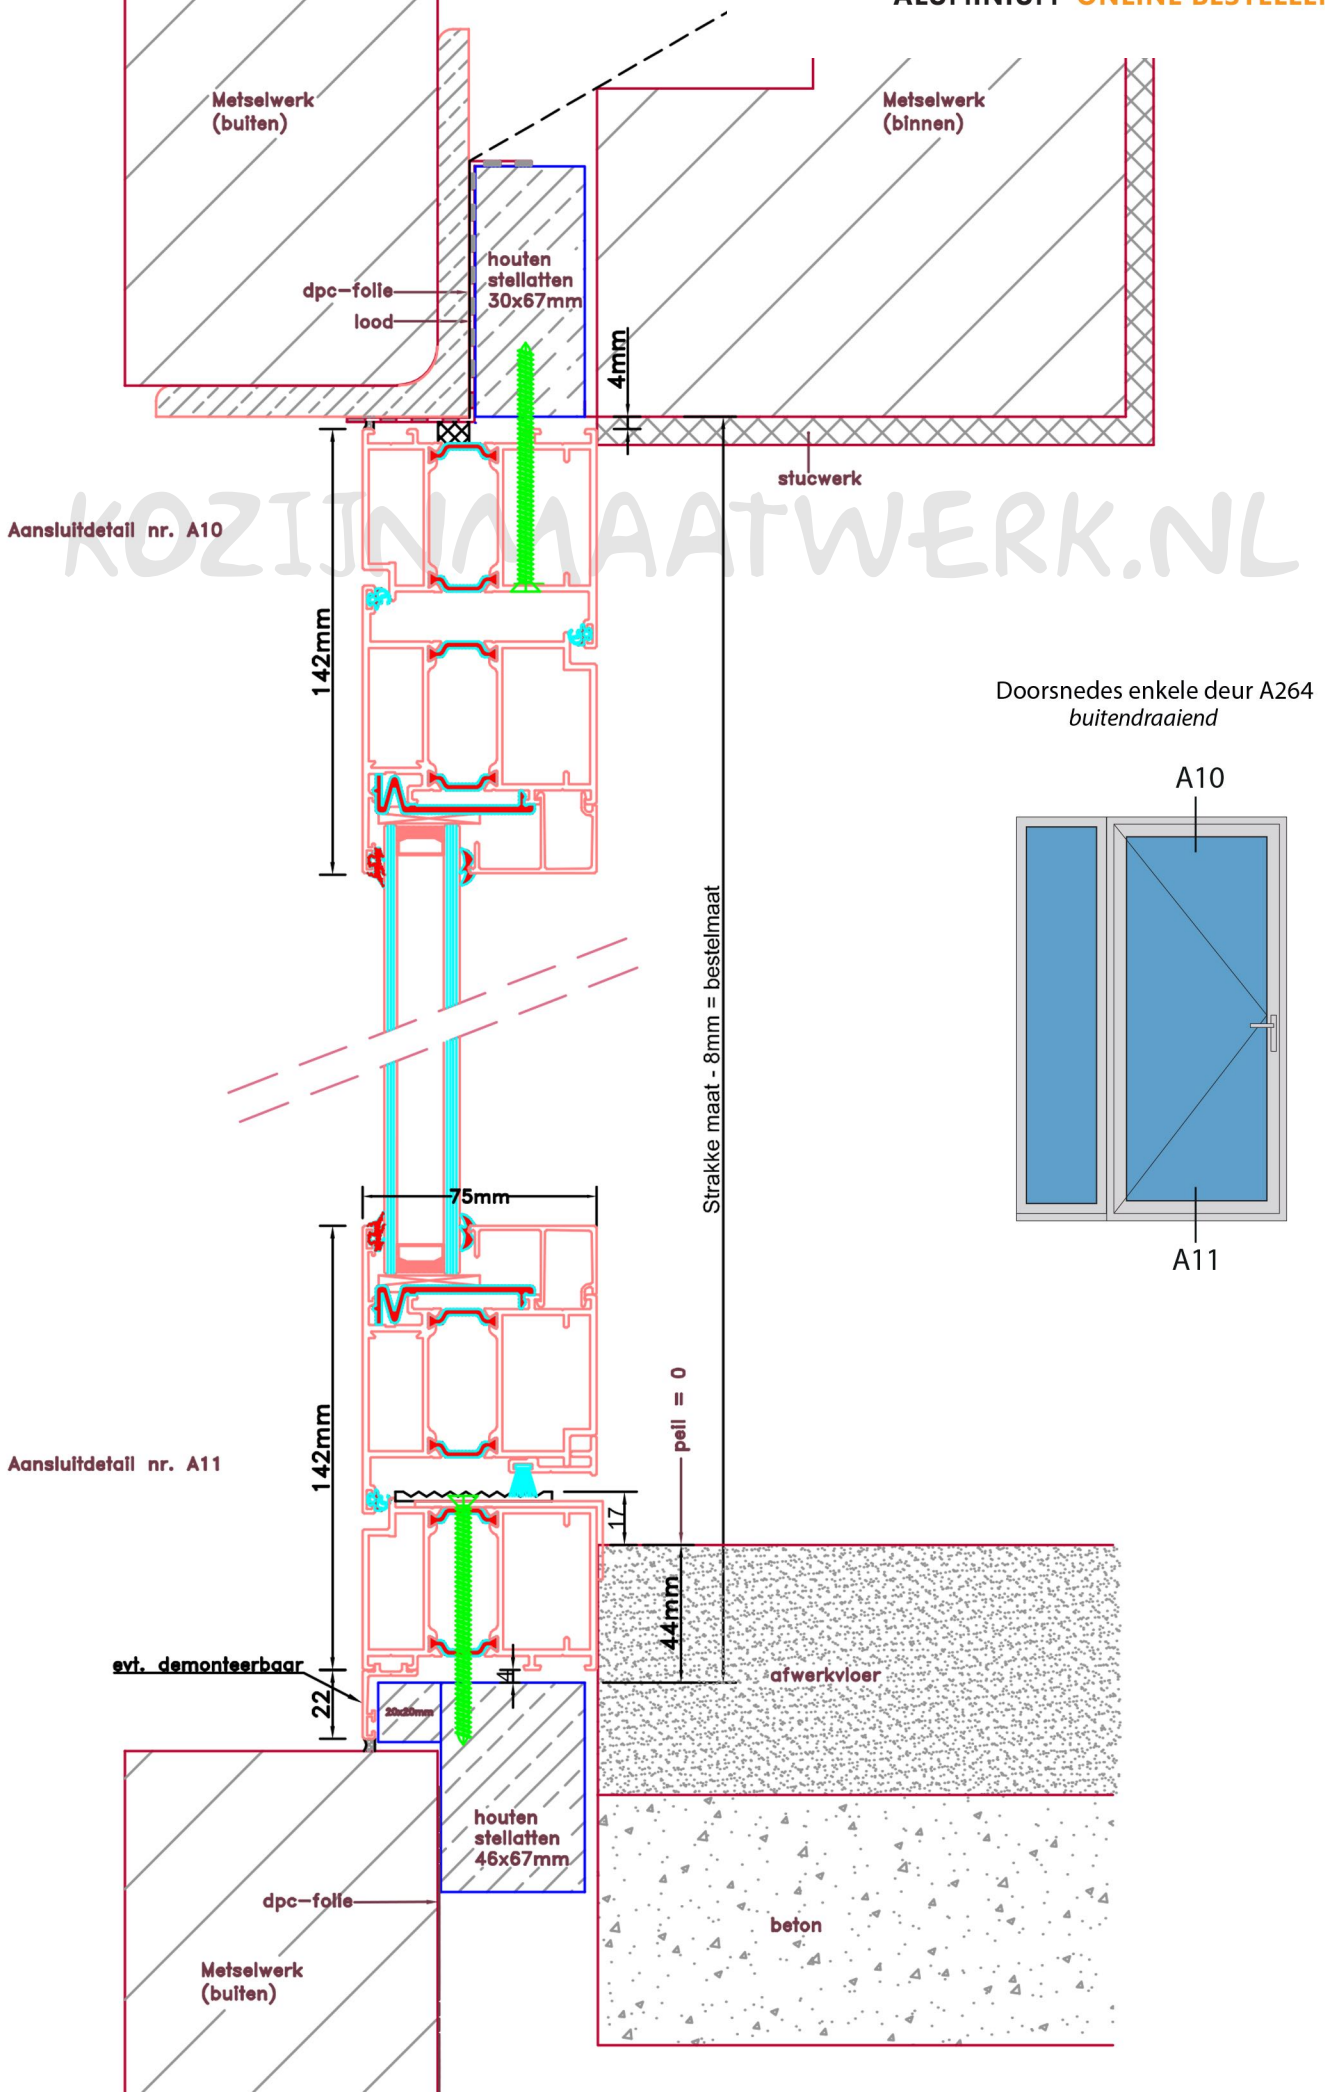 ALUMINIUM ONLINE BESTELLEN
Metselwerk
(buiten)
Metselwerk
(binnen)
houten
stellatten
30x67mm
dpc-folie
lood
4mm
stucwerk
KOZIJNMAATWERK.NL
Aansluitdetail nr. A10
142mm
Doorsnedes enkele deur A264
buitendraaiend
A10
Strakke maat - 8mm = bestelmaat
75mm
A11
peil = 0
142mm
Aansluitdetail nr. A11
17
44mm
evt. demonteerbaar
4
afwerkvloer
22
20x20mm
houten
stellatten
46x67mm
dpc-folie
beton
Metselwerk
(buiten)